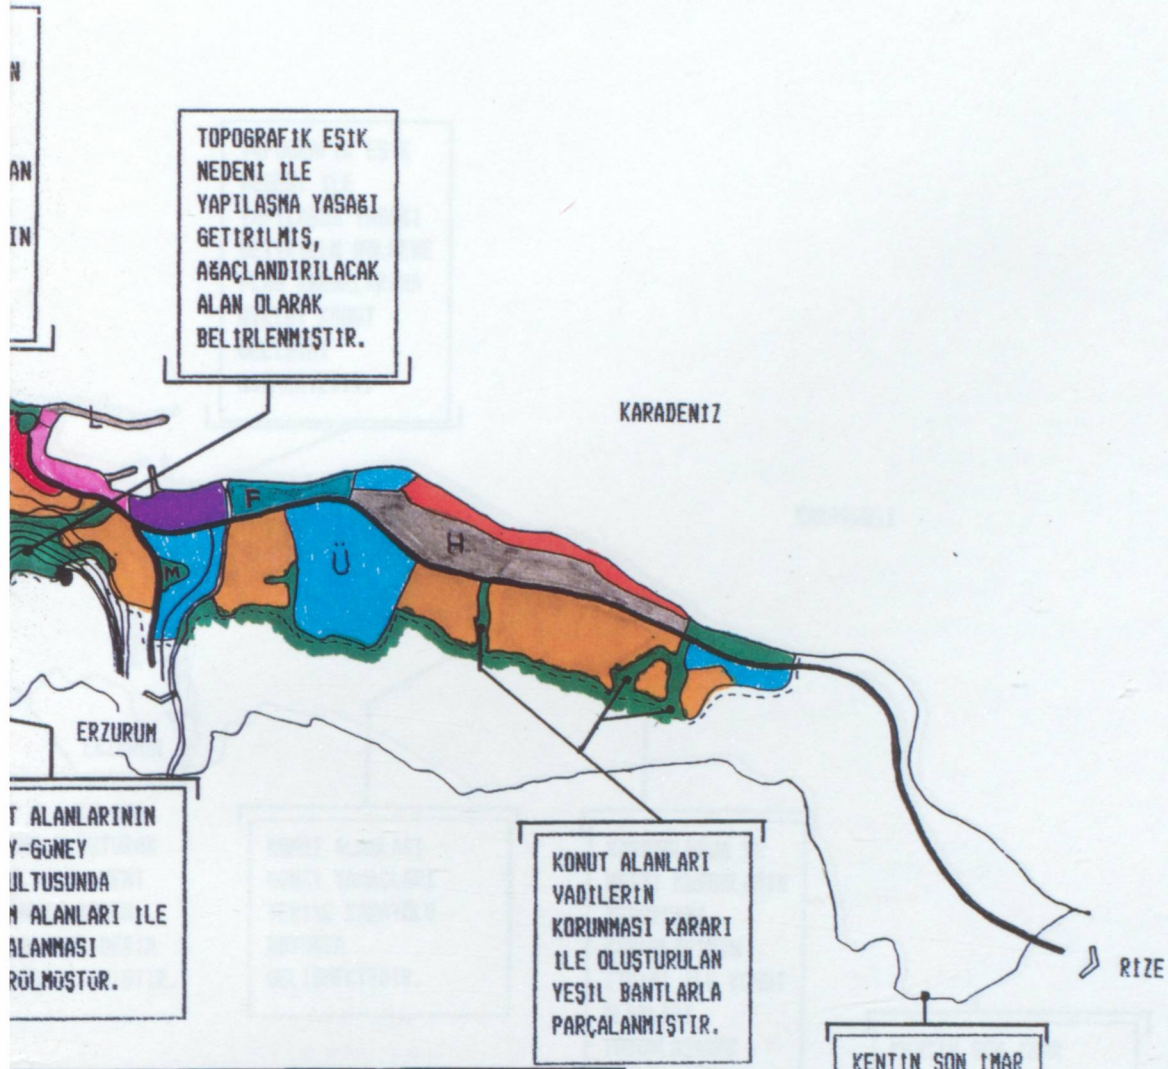 N
AN
IN
TOPOGRAFİK EŞİK
NEDENİ İLE
YAPILAŞMA YASAĞI
GETİRİLMİŞ,
AĞAÇLANDIRILACAK
ALAN OLARAK
BELİRLENMİŞTİR.
KARADENİZ
L
F
H
Ü
M
ERZURUM
T ALANLARININ
Y-GÜNEY
ULTUSUNDA
M ALANLARI İLE
ALANMASI
RÜLMÜŞTÜR.
KONUT ALANLARI
VADİLERİN
KORUNMASI KARARI
İLE OLUŞTURULAN
YEŞİL BANTLARLA
PARÇALANMIŞTIR.
RİZE
KENTİN SON İMAR